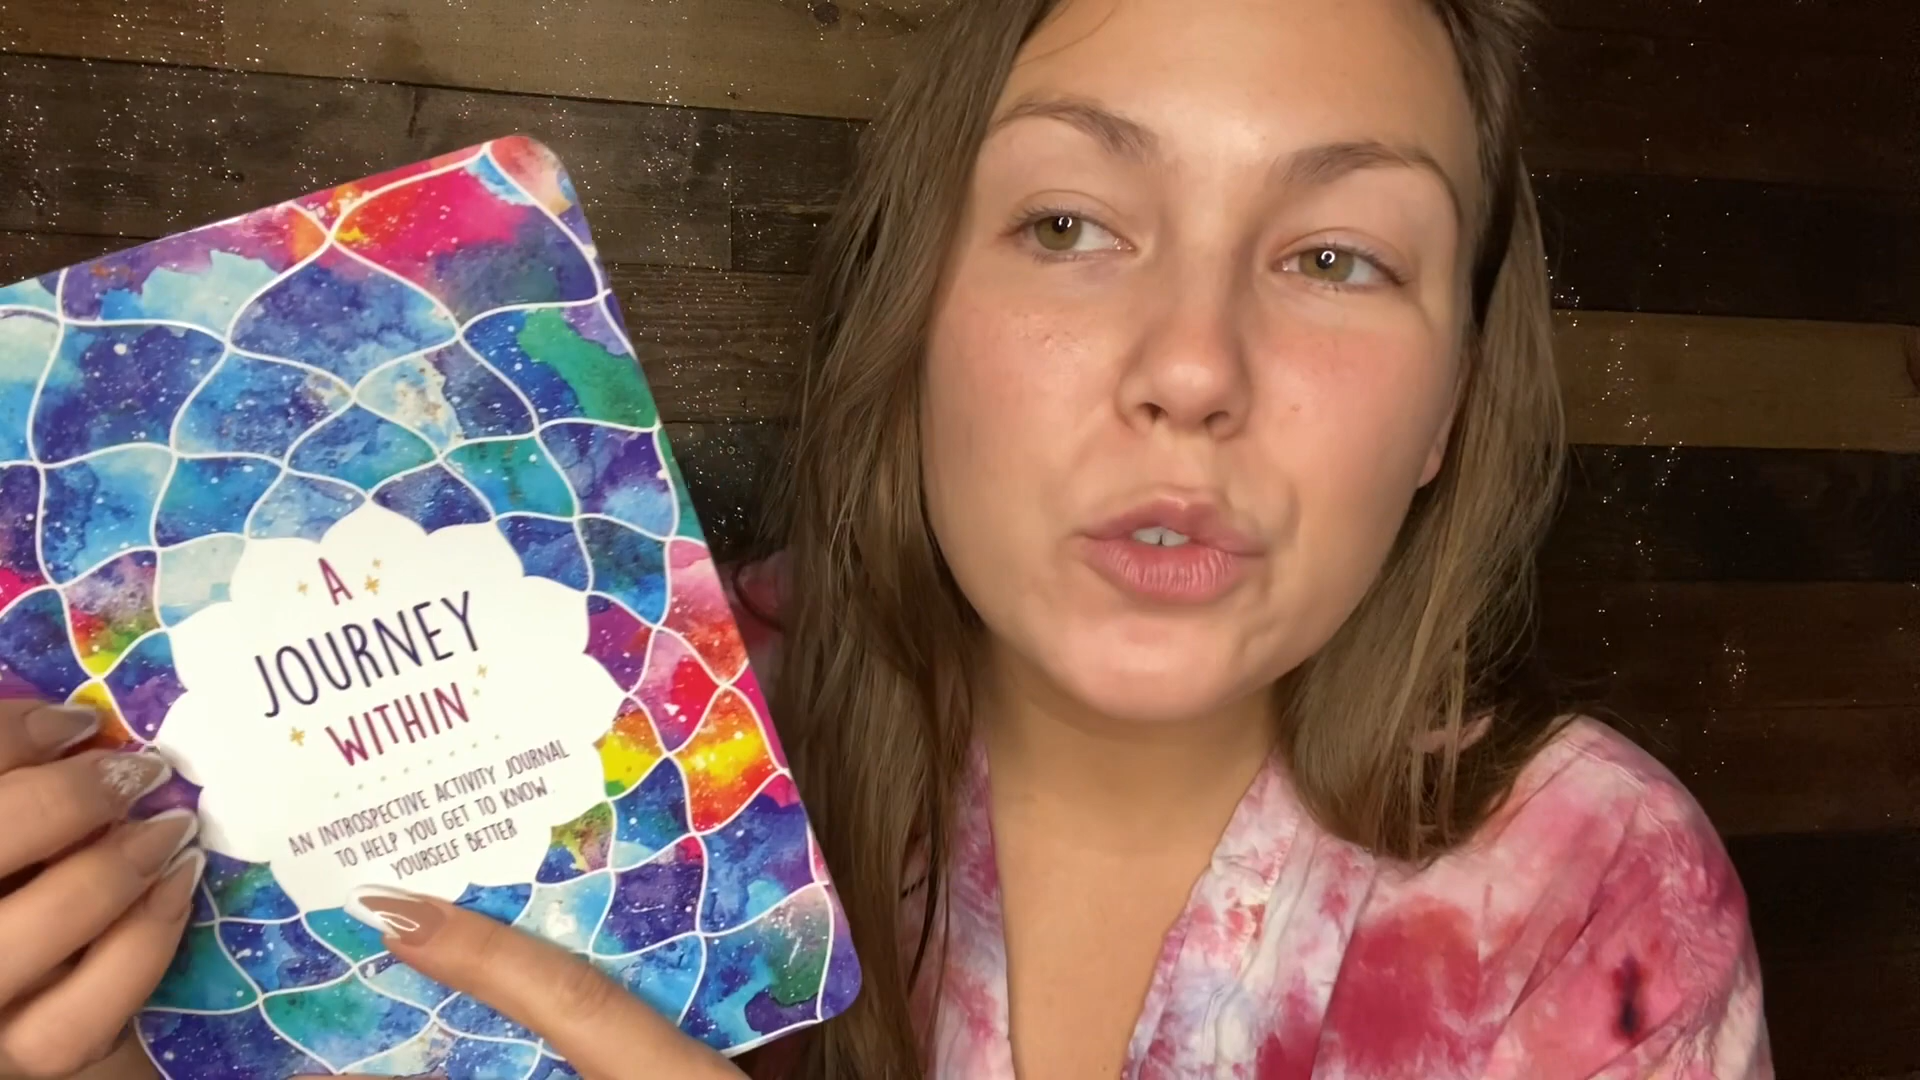 A
JOURNEY
WITHIN
AN INTROSPECTIVE ACTIVITY JOURNAL
TO HELP YOU GET TO KNOW
YOURSELF BETTER